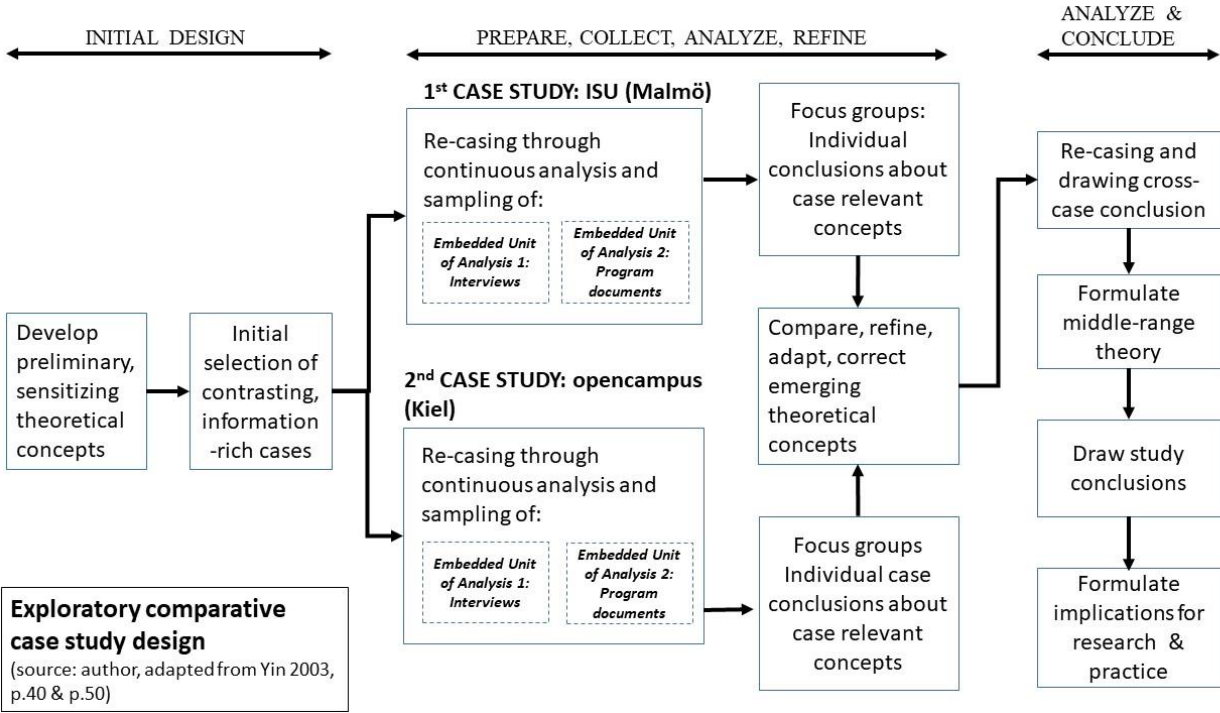 INITIAL DESIGN
PREPARE, COLLECT, ANALYZE, REFINE
ANALYZE &
CONCLUDE
Develop
preliminary,
sensitizing
theoretical
concepts
Initial
selection of
contrasting,
information
-rich cases
1st CASE STUDY: ISU (Malmö)
Re-casing through
continuous analysis and
sampling of:
Embedded Unit
of Analysis 1:
Interviews
Embedded Unit
of Analysis 2:
Program
documents
2nd CASE STUDY: opencampus
(Kiel)
Re-casing through
continuous analysis and
sampling of:
Embedded Unit
of Analysis 1:
Interviews
Embedded Unit
of Analysis 2:
Program
documents
Focus groups:
Individual
conclusions about
case relevant
concepts
Compare, refine,
adapt, correct
emerging
theoretical
concepts
Focus groups
Individual case
conclusions about
case relevant
concepts
Re-casing and
drawing cross-
case conclusion
Formulate
middle-range
theory
Draw study
conclusions
Formulate
implications for
research & 
practice
Exploratory comparative
case study design
(source: author, adapted from Yin 2003,
p.40 & p.50)